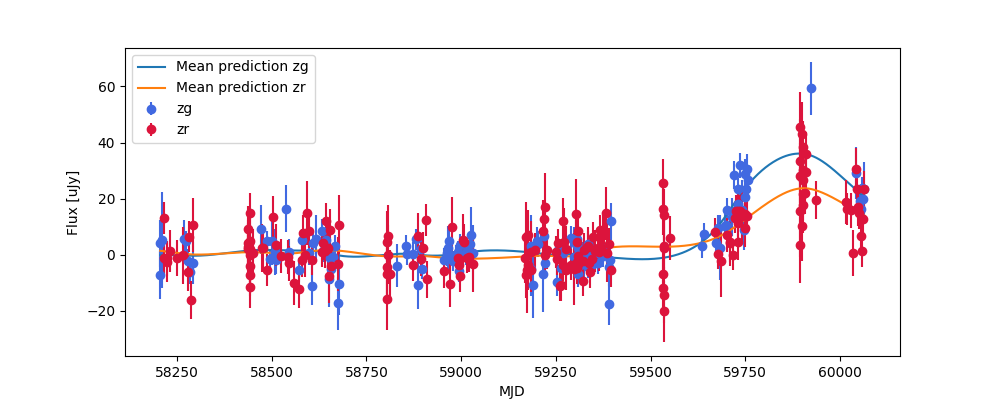 Mean prediction zg
Mean prediction zr
zg
zr
Flux [uJy]
60
40
20
0
−20
58250 58500 58750 59000 59250 59500 59750 60000
MJD